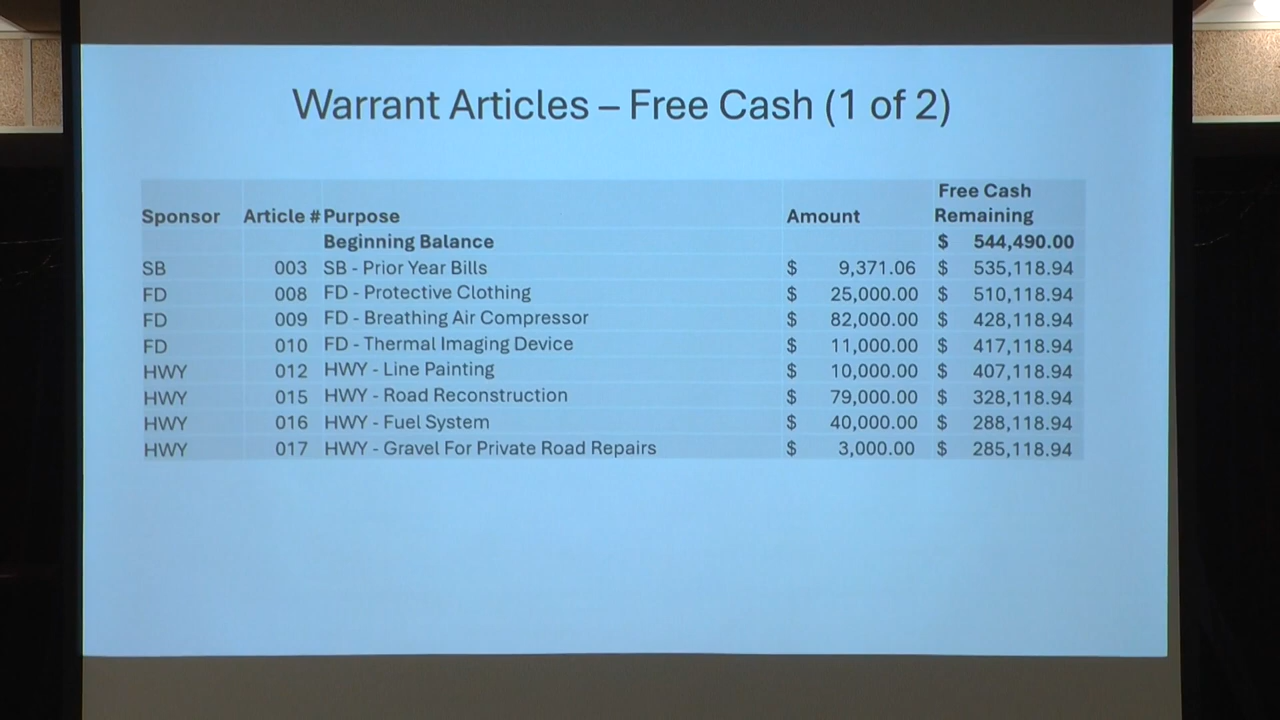 Warrant Articles – Free Cash (1 of 2)
Sponsor Article # Purpose Amount Free Cash Remaining
Beginning Balance $ 544,490.00
SB 003 SB - Prior Year Bills $ 9,371.06 $ 535,118.94
FD 008 FD - Protective Clothing $ 25,000.00 $ 510,118.94
FD 009 FD - Breathing Air Compressor $ 82,000.00 $ 428,118.94
FD 010 FD - Thermal Imaging Device $ 11,000.00 $ 417,118.94
HWY 012 HWY - Line Painting $ 10,000.00 $ 407,118.94
HWY 015 HWY - Road Reconstruction $ 79,000.00 $ 328,118.94
HWY 016 HWY - Fuel System $ 40,000.00 $ 288,118.94
HWY 017 HWY - Gravel For Private Road Repairs $ 3,000.00 $ 285,118.94